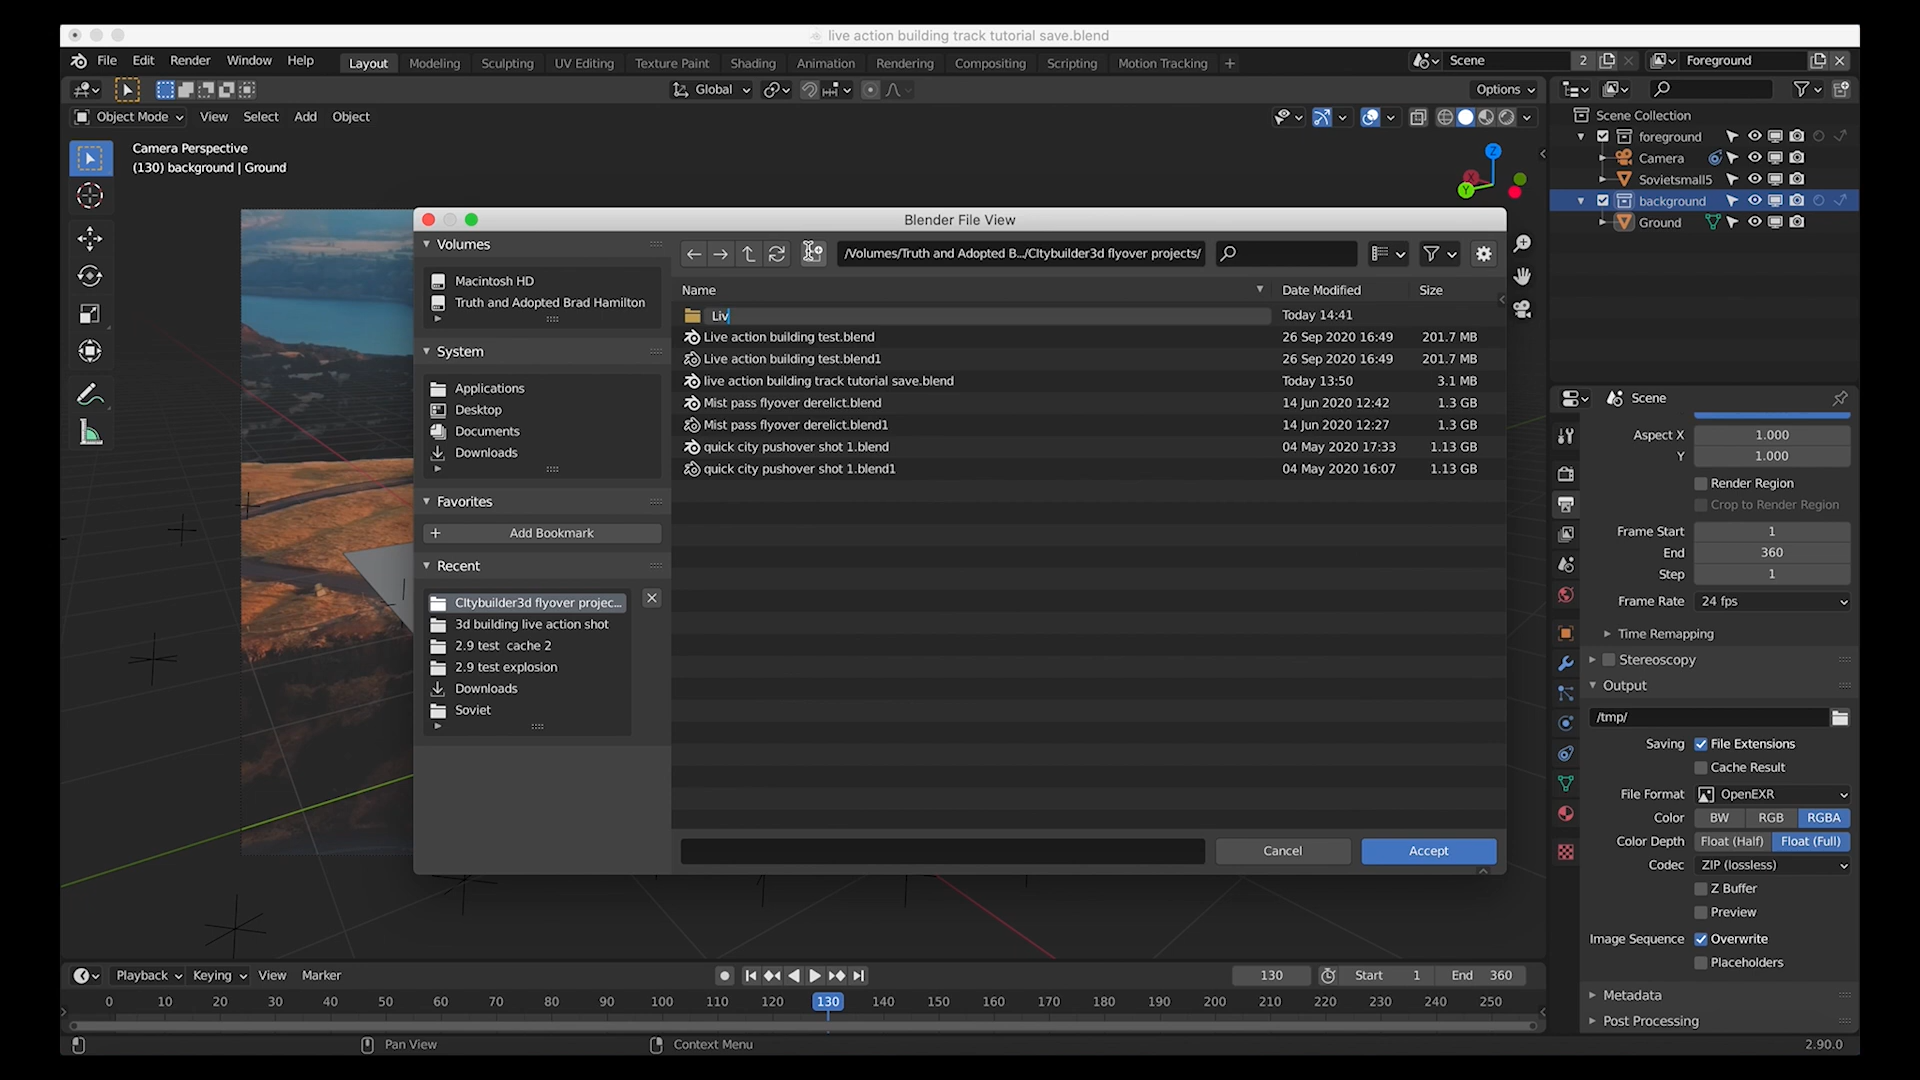 live action building track tutorial save.blend
File Edit Render Window Help Layout Modeling Sculpting UV Editing Texture Paint Shading Animation Rendering Compositing Scripting Motion Tracking + Scene 2 Foreground
Global Options
Object Mode View Select Add Object
Camera Perspective
(130) background | Ground
Z
X
Y
Scene Collection
foreground
Camera
Sovietsmall5
background
Ground
Blender File View
Volumes
Macintosh HD
Truth and Adopted Brad Hamilton
System
Applications
Desktop
Documents
Downloads
Favorites
+ Add Bookmark
Recent
CItybuilder3d flyover projec...
3d building live action shot
2.9 test cache 2
2.9 test explosion
Downloads
Soviet
/Volumes/Truth and Adopted B.../CItybuilder3d flyover projects/
Name Date Modified Size
Liv Today 14:41
Live action building test.blend 26 Sep 2020 16:49 201.7 MB
Live action building test.blend1 26 Sep 2020 16:49 201.7 MB
live action building track tutorial save.blend Today 13:50 3.1 MB
Mist pass flyover derelict.blend 14 Jun 2020 12:42 1.3 GB
Mist pass flyover derelict.blend1 14 Jun 2020 12:27 1.3 GB
quick city pushover shot 1.blend 04 May 2020 17:33 1.13 GB
quick city pushover shot 1.blend1 04 May 2020 16:07 1.13 GB
Cancel Accept
Scene
Aspect X 1.000
Y 1.000
Render Region
Crop to Render Region
Frame Start 1
End 360
Step 1
Frame Rate 24 fps
Time Remapping
Stereoscopy
Output
/tmp/
Saving File Extensions
Cache Result
File Format OpenEXR
Color BW RGB RGBA
Color Depth Float (Half) Float (Full)
Codec ZIP (lossless)
Z Buffer
Preview
Image Sequence Overwrite
Placeholders
Metadata
Post Processing
Playback Keying View Marker 130 Start 1 End 360
0 10 20 30 40 50 60 70 80 90 100 110 120 130 140 150 160 170 180 190 200 210 220 230 240 250
Pan View Context Menu 2.90.0